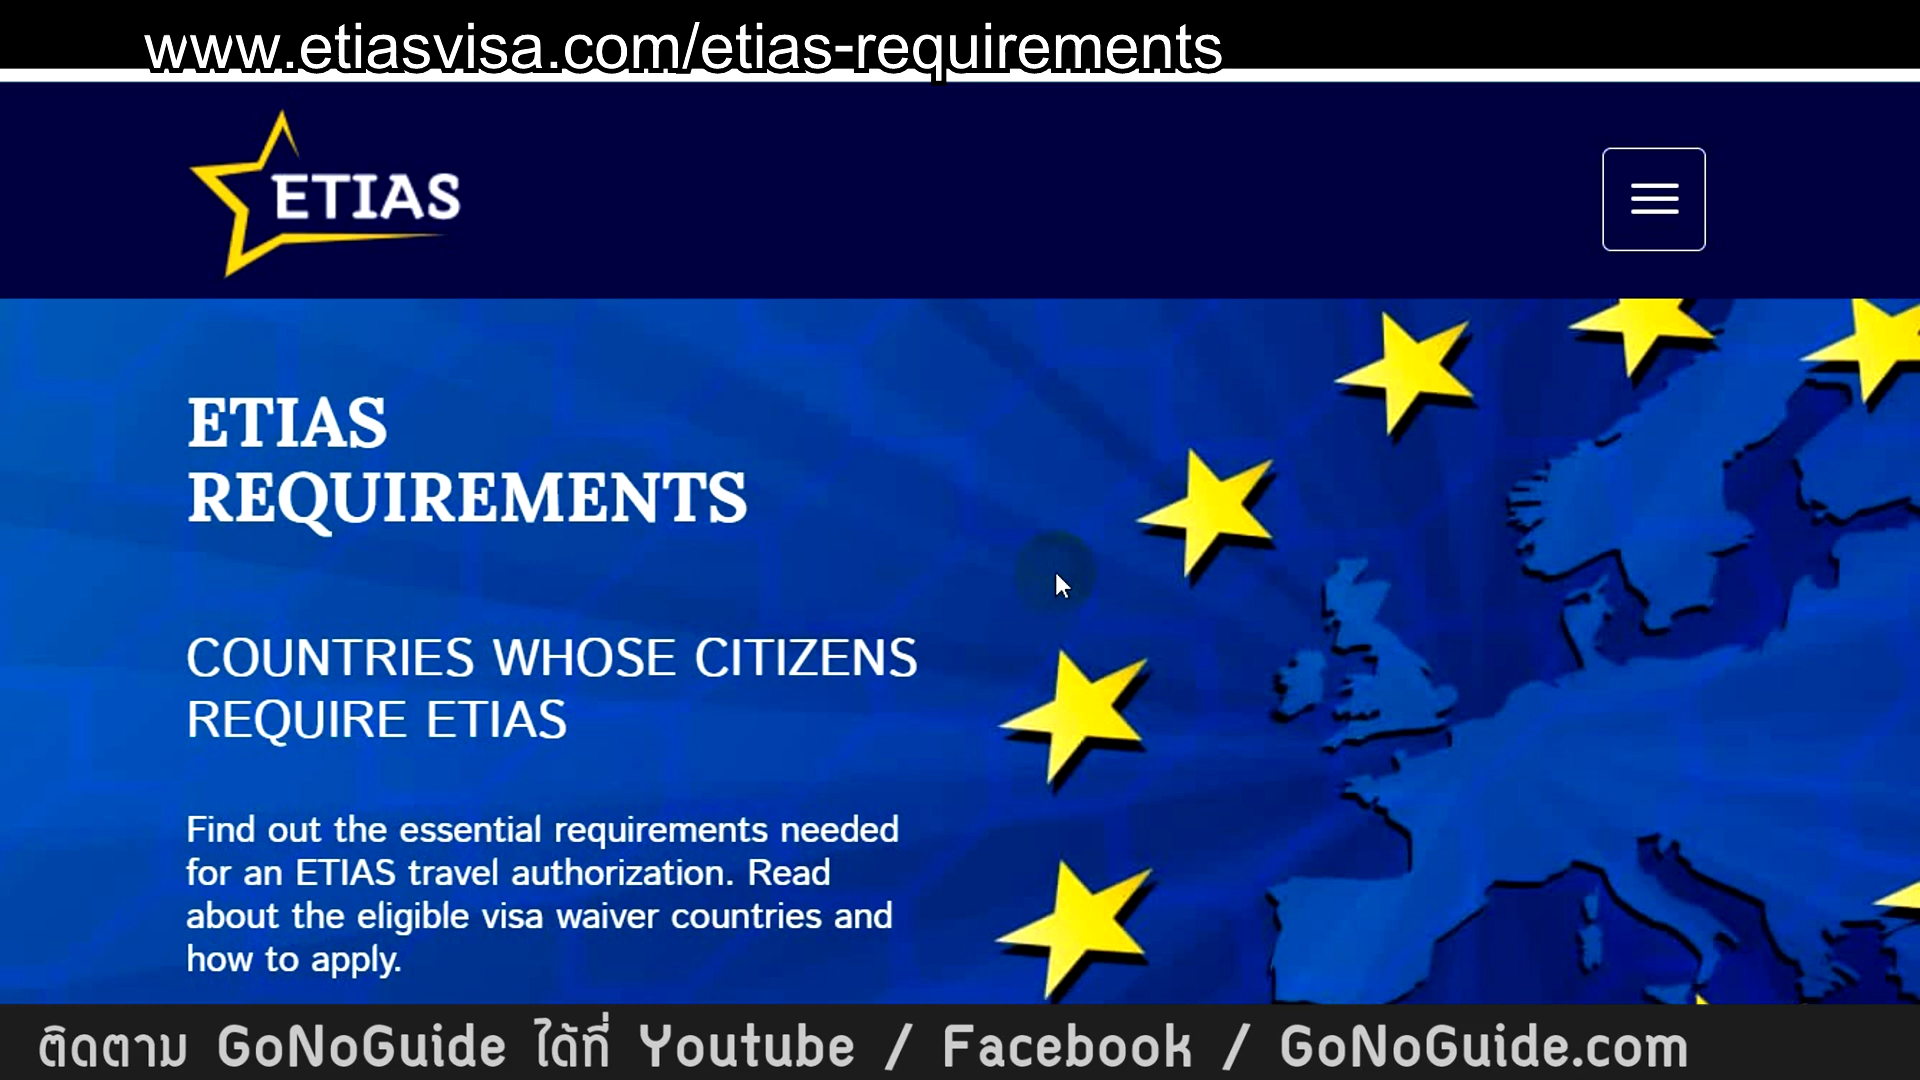 www.etiasvisa.com/etias-requirements
ETIAS
ETIAS
REQUIREMENTS
COUNTRIES WHOSE CITIZENS
REQUIRE ETIAS
Find out the essential requirements needed
for an ETIAS travel authorization. Read
about the eligible visa waiver countries and
how to apply.
ติดตาม GoNoGuide ได้ที่ Youtube / Facebook / GoNoGuide.com